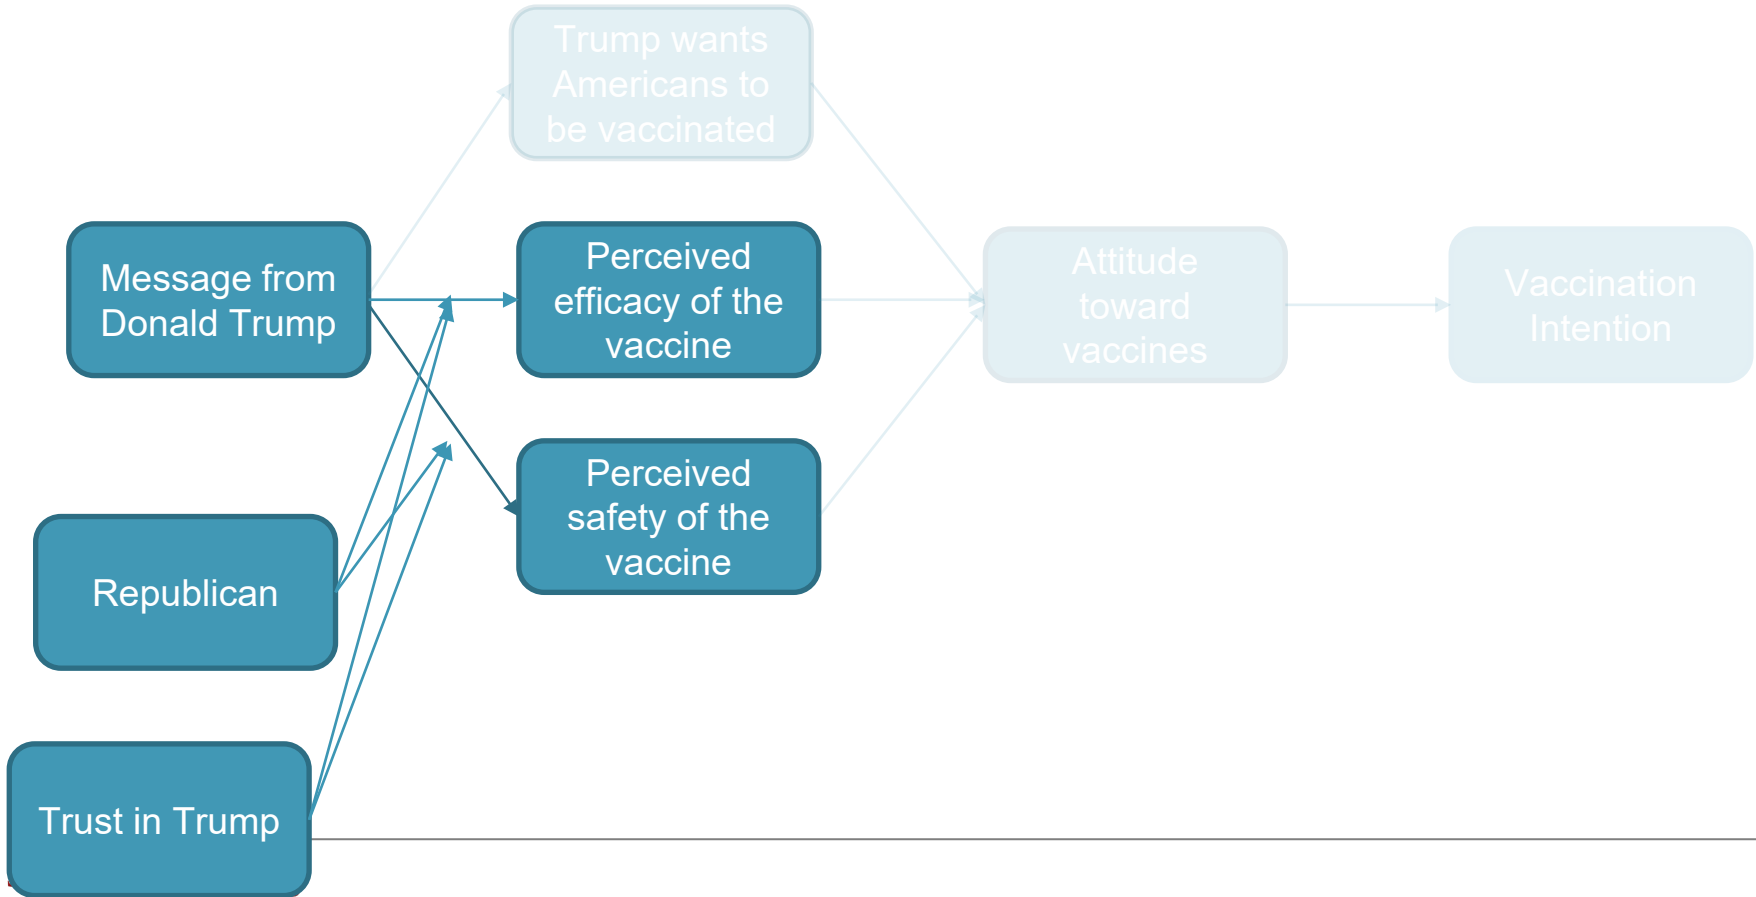 Trump wants
Americans to
be vaccinated
Message from
Donald Trump
Perceived
efficacy of the
vaccine
Attitude
toward
vaccines
Vaccination
Intention
Perceived
safety of the
vaccine
Republican
Trust in Trump